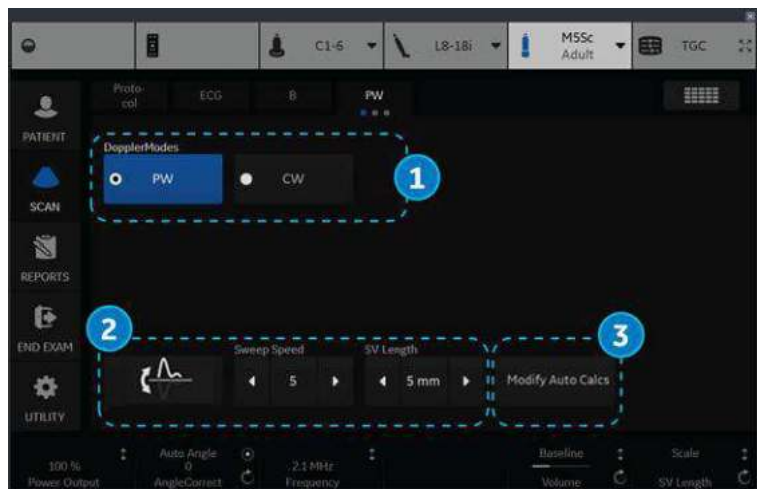 C1-6
L8-18i
M5Sc
Adult
TGC
Proto-
col
ECG
B
PW
PATIENT
DopplerModes
PW
CW
1
SCAN
REPORTS
END EXAM
2
3
Sweep Speed
SV Length
5
5 mm
Modify Auto Calcs
UTILITY
100 %
Power Output
Auto Angle
0
AngleCorrect
2.1 MHz
Frequency
Baseline
Volume
Scale
SV Length